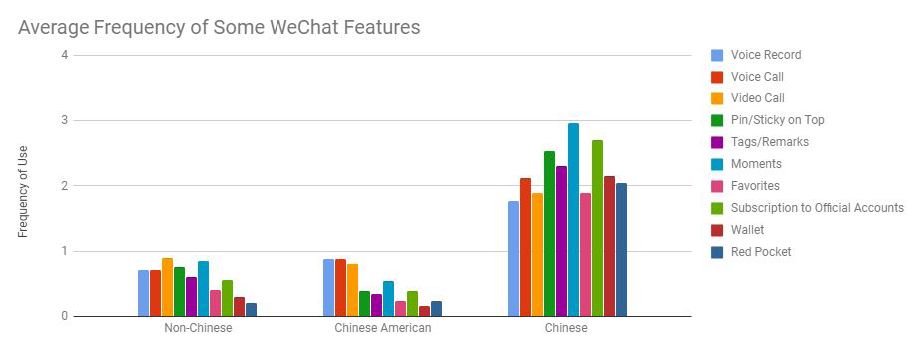 Average Frequency of Some WeChat Features
4
3
2
1
0
Frequency of Use
Non-Chinese
Chinese American
Chinese
Voice Record
Voice Call
Video Call
Pin/Sticky on Top
Tags/Remarks
Moments
Favorites
Subscription to Official Accounts
Wallet
Red Pocket